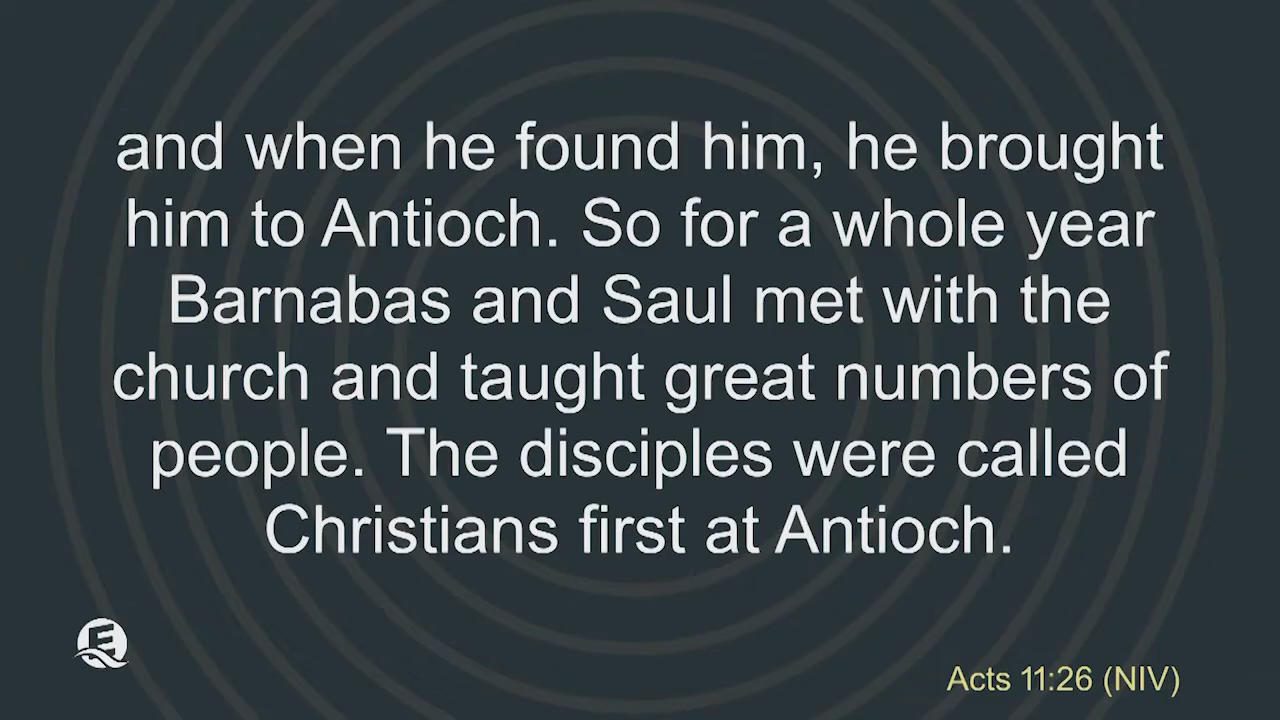 and when he found him, he brought
him to Antioch. So for a whole year
Barnabas and Saul met with the
church and taught great numbers of
people. The disciples were called
Christians first at Antioch.
Acts 11:26 (NIV)